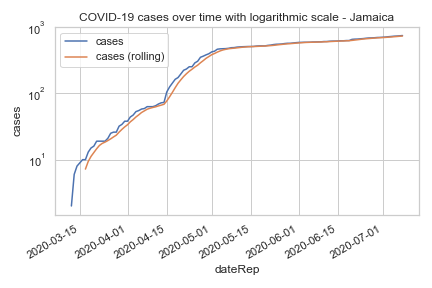 COVID-19 cases over time with logarithmic scale - Jamaica
cases
cases (rolling)
10³
10²
10¹
cases
2020-03-15
2020-04-01
2020-04-15
2020-05-01
2020-05-15
2020-06-01
2020-06-15
2020-07-01
dateRep